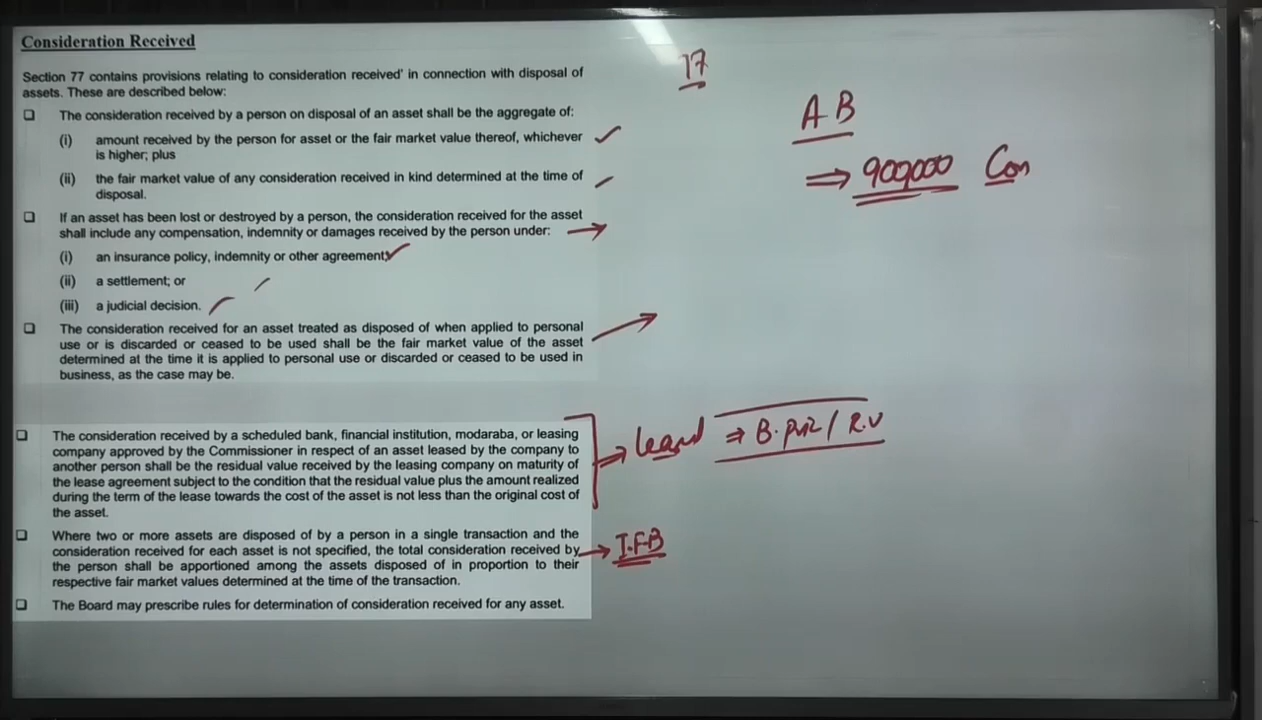 Consideration Received
Section 77 contains provisions relating to consideration received' in connection with disposal of
assets. These are described below:
❑ The consideration received by a person on disposal of an asset shall be the aggregate of:
(i) amount received by the person for asset or the fair market value thereof, whichever
is higher; plus
(ii) the fair market value of any consideration received in kind determined at the time of
disposal.
❑ If an asset has been lost or destroyed by a person, the consideration received for the asset
shall include any compensation, indemnity or damages received by the person under:
(i) an insurance policy, indemnity or other agreement;
(ii) a settlement; or
(iii) a judicial decision.
❑ The consideration received for an asset treated as disposed of when applied to personal
use or is discarded or ceased to be used shall be the fair market value of the asset
determined at the time it is applied to personal use or discarded or ceased to be used in
business, as the case may be.
❑ The consideration received by a scheduled bank, financial institution, modaraba, or leasing
company approved by the Commissioner in respect of an asset leased by the company to
another person shall be the residual value received by the leasing company on maturity of
the lease agreement subject to the condition that the residual value plus the amount realized
during the term of the lease towards the cost of the asset is not less than the original cost of
the asset.
❑ Where two or more assets are disposed of by a person in a single transaction and the
consideration received for each asset is not specified, the total consideration received by
the person shall be apportioned among the assets disposed of in proportion to their
respective fair market values determined at the time of the transaction.
❑ The Board may prescribe rules for determination of consideration received for any asset.
17
A B
⇒ 900000 Con
⇒ B. / R.V
→ I.F.B